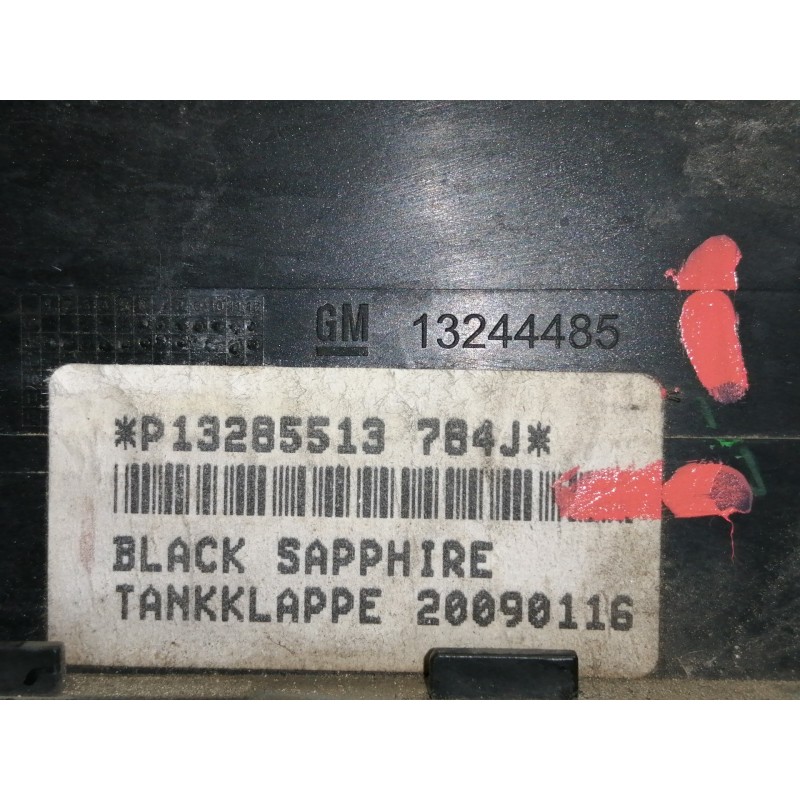 GM 13244485
*P13285513 784J*
BLACK SAPPHIRE
TANKKLAPPE 20090116